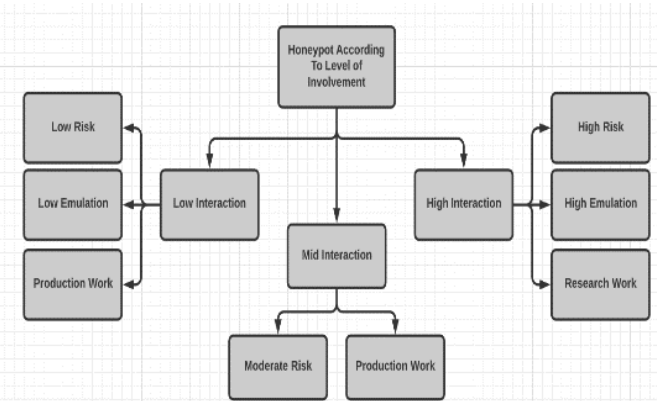 Honeypot According
To Level of
Involvement
Low Risk
High Risk
Low Emulation
Low Interaction
High Interaction
High Emulation
Mid Interaction
Production Work
Research Work
Moderate Risk
Production Work